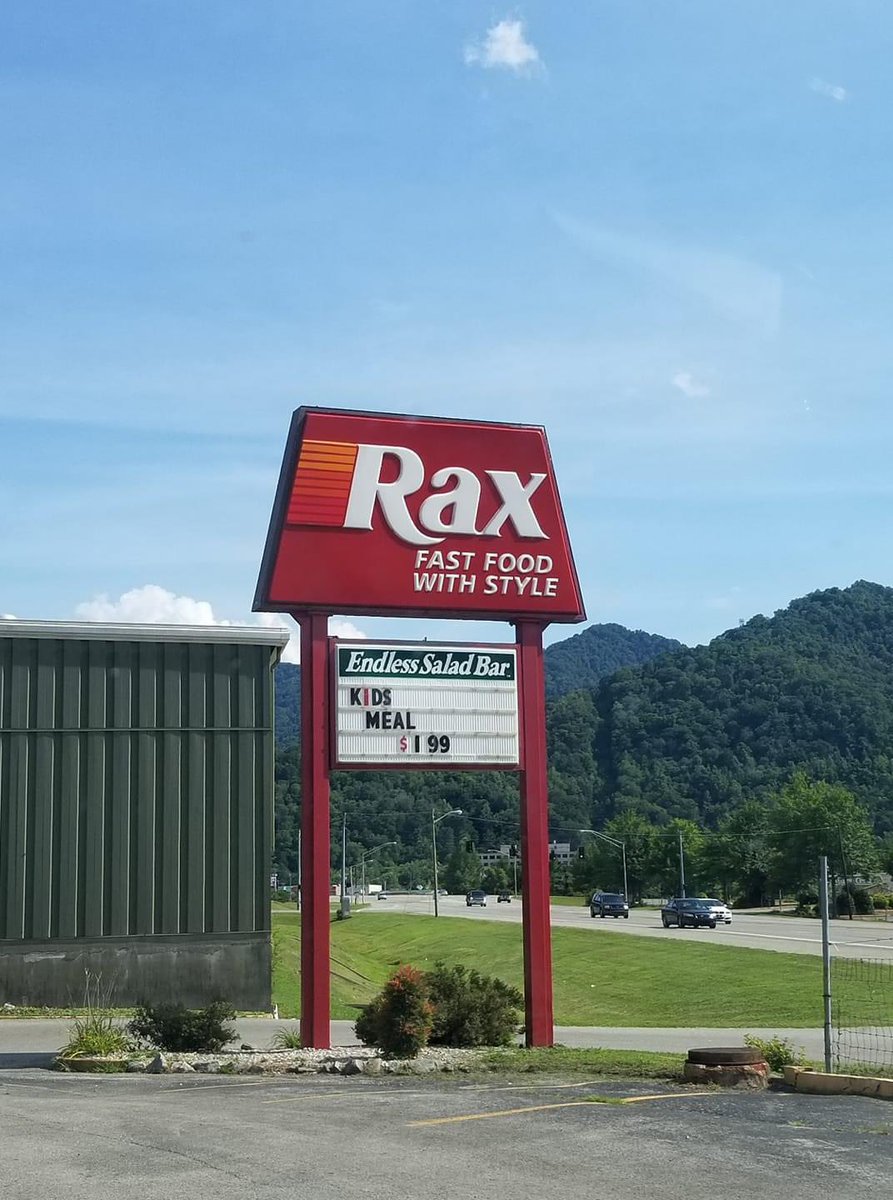 Rax
FAST FOOD
WITH STYLE
Endless Salad Bar
KIDS
MEAL
$1 99